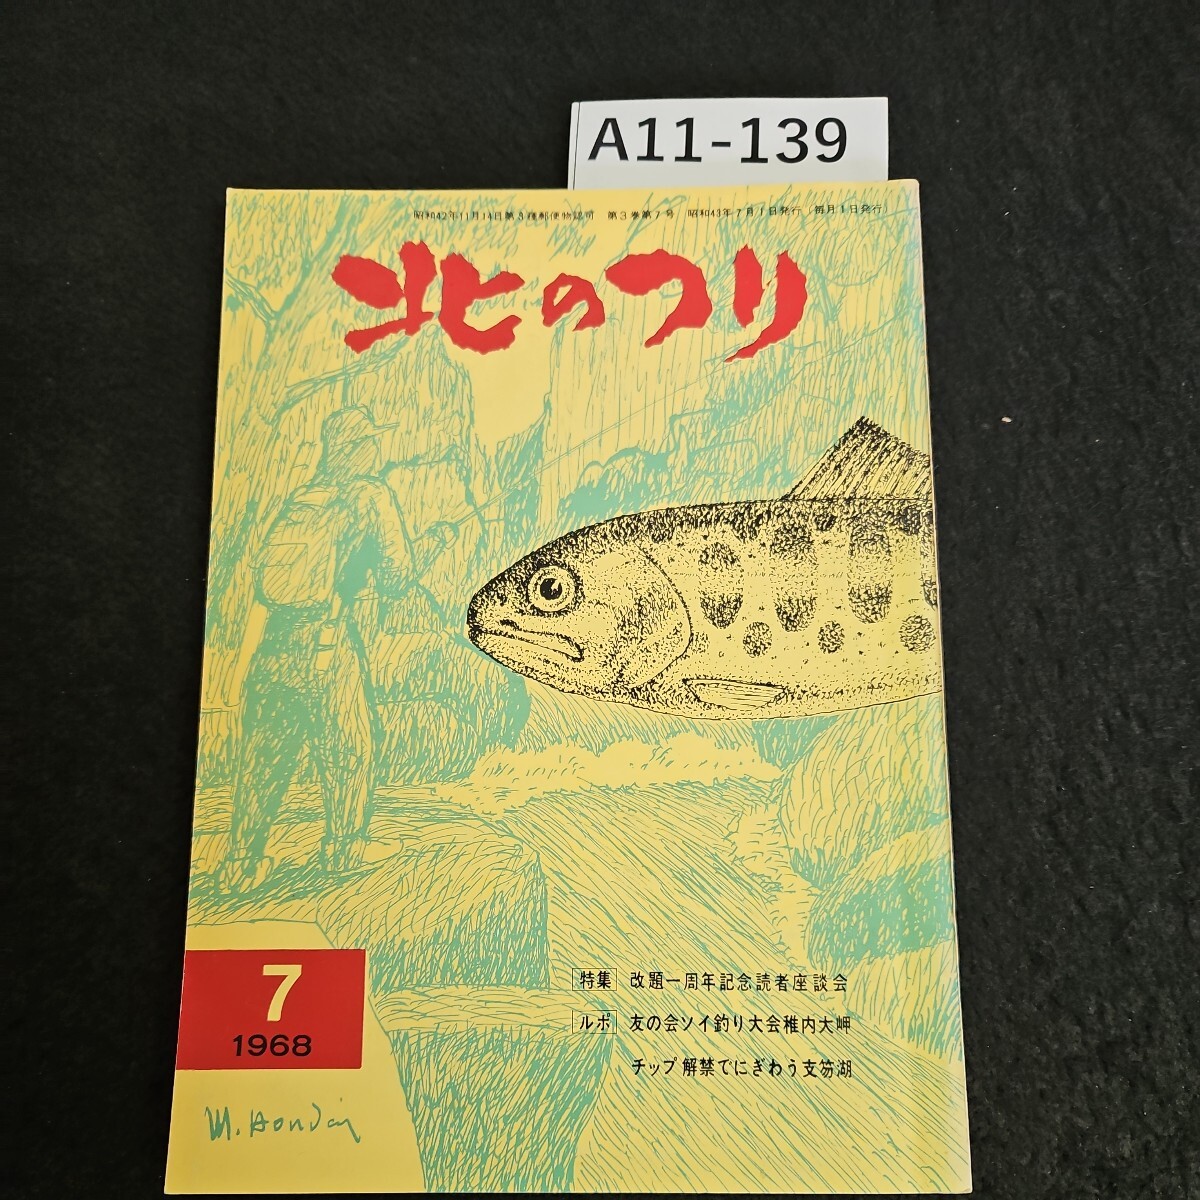 A11-139
昭和42年11月14日第3種郵便物認可 第3巻第7号 昭和43年7月1日発行(毎月1日発行)
北のつり
7
1968
特集 改題一周年記念読者座談会
ルポ 友の会ソイ釣り大会稚内大岬
チップ解禁でにぎわう支笏湖